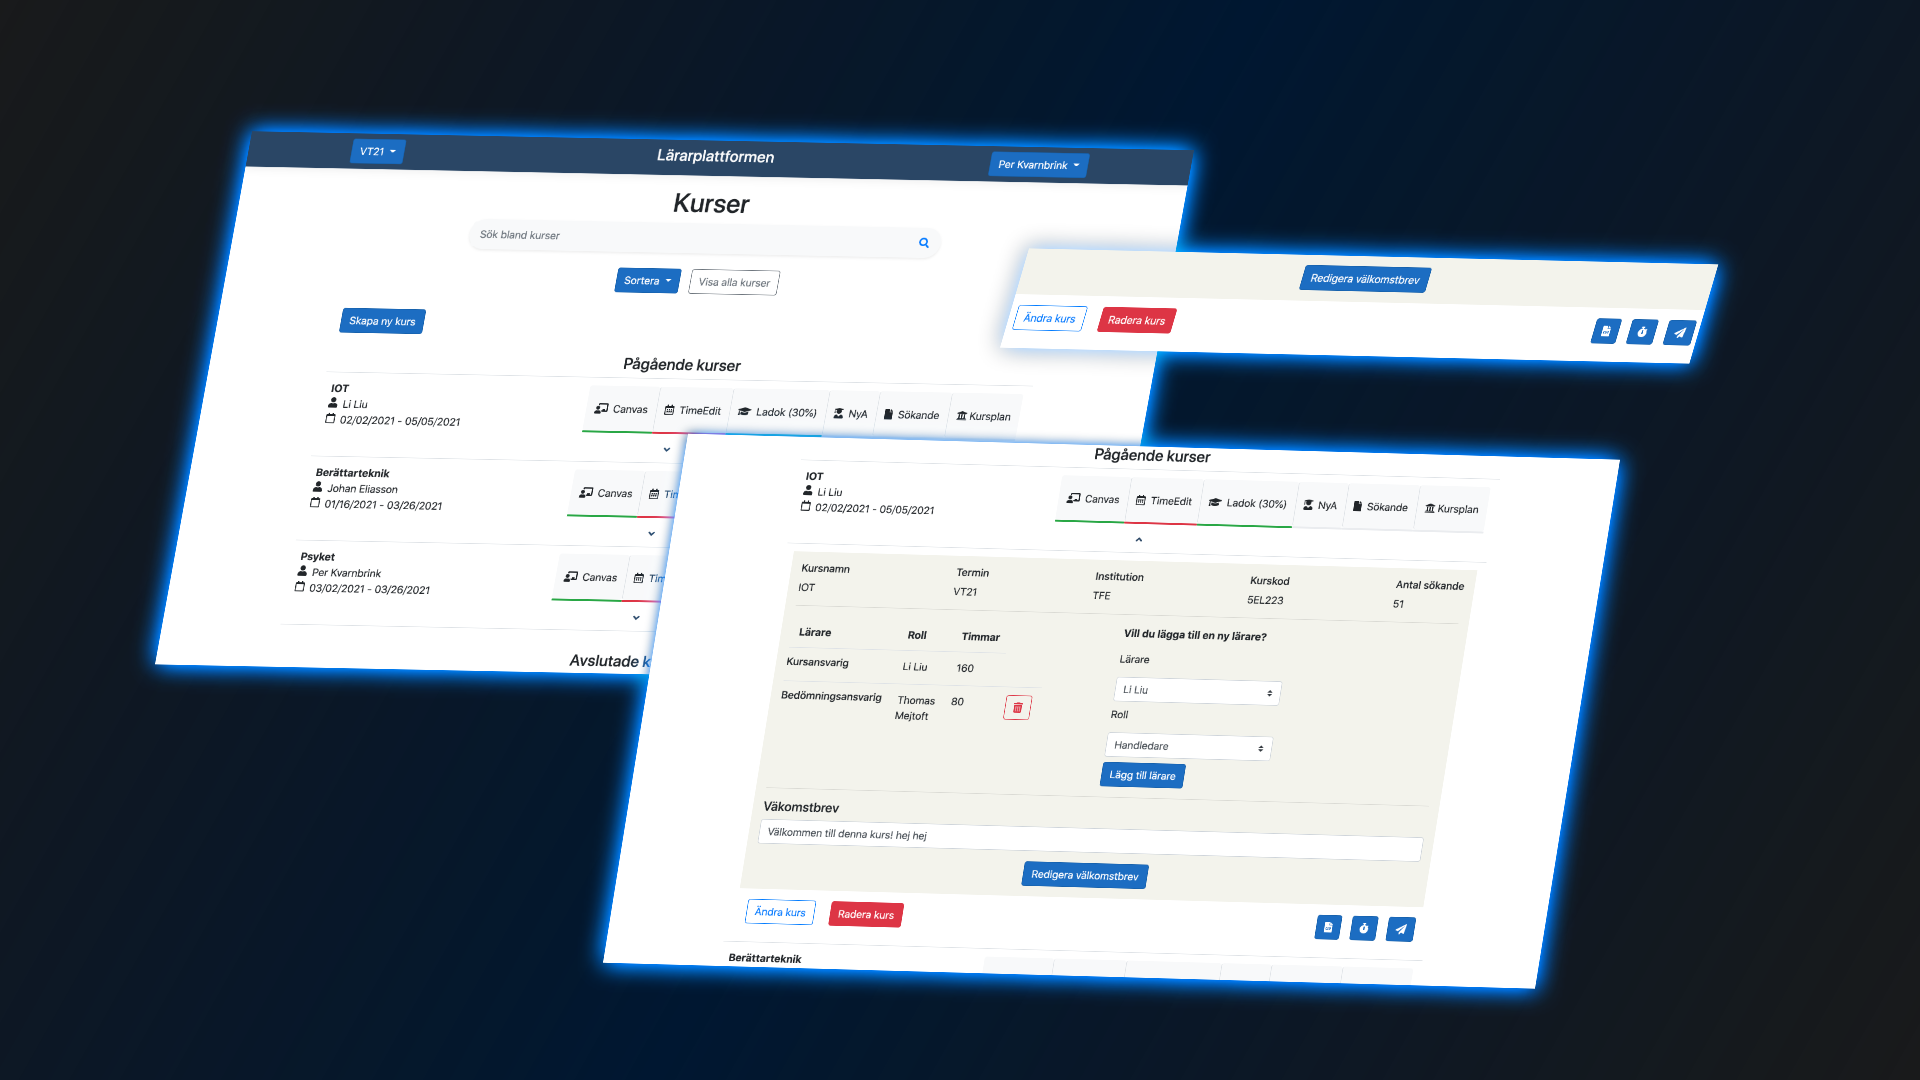 VT21
Lärarplattformen
Per Kvarnbrink
Kurser
Sök bland kurser
Sortera
Visa alla kurser
Skapa ny kurs
Pågående kurser
IOT
Li Liu
02/02/2021 - 05/05/2021
Canvas
TimeEdit
Ladok (30%)
NyA
Sökande
Kursplan
Berättarteknik
Johan Eliasson
01/16/2021 - 03/26/2021
Canvas
Tim
Psyket
Per Kvarnbrink
03/02/2021 - 03/26/2021
Canvas
Tim
Avslutade k
Redigera välkomstbrev
Ändra kurs
Radera kurs
Pågående kurser
IOT
Li Liu
02/02/2021 - 05/05/2021
Canvas
TimeEdit
Ladok (30%)
NyA
Sökande
Kursplan
Kursnamn
Termin
Institution
Kurskod
Antal sökande
IOT
VT21
TFE
5EL223
51
Lärare
Roll
Timmar
Kursansvarig
Li Liu
160
Bedömningsansvarig
Thomas
Mejtoft
80
Vill du lägga till en ny lärare?
Lärare
Li Liu
Roll
Handledare
Lägg till lärare
Väkomstbrev
Välkommen till denna kurs! hej hej
Redigera välkomstbrev
Ändra kurs
Radera kurs
Berättarteknik